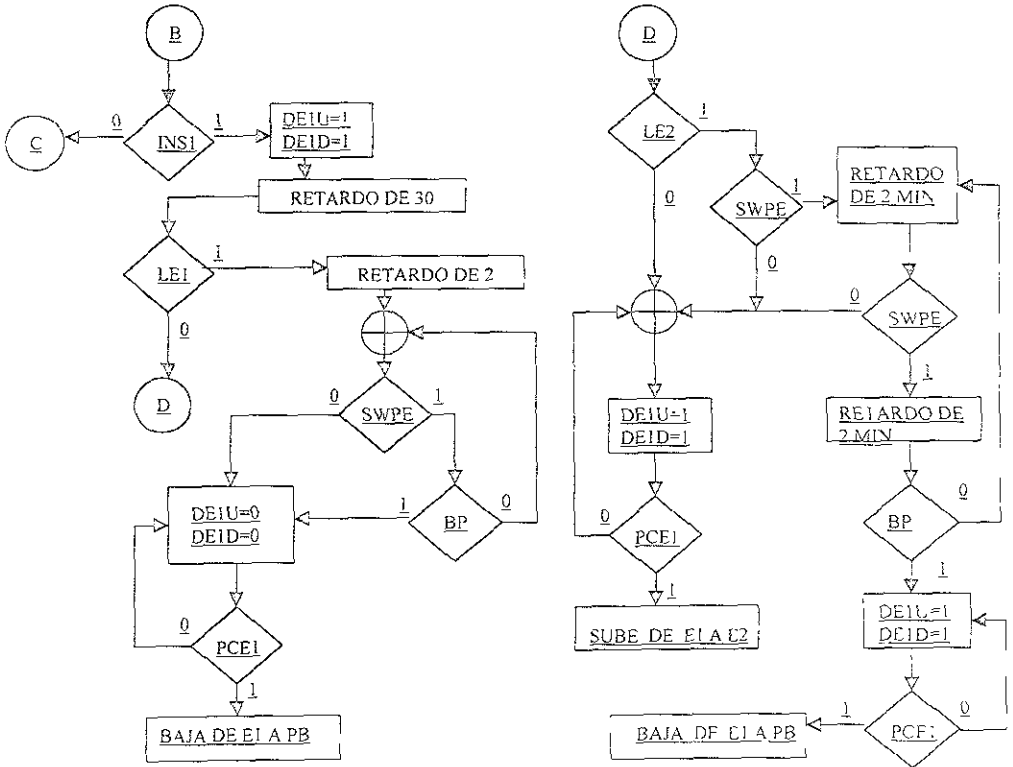 B
INS1
0
1
C
DE1U=1
DE1D=1
RETARDO DE 30
LE1
1
0
D
RETARDO DE 2
SWPE
0
1
BP
1
0
DE1U=0
DE1D=0
PCE1
0
1
BAJA DE E1 A PB
D
LE2
1
0
SWPE
1
0
RETARDO
DE 2 MIN
SWPE
0
1
RETARDO DE
2 MIN
BP
0
1
DE1U=1
DE1D=1
PCE1
0
1
SUBE DE E1 A E2
DE1U=1
DE1D=1
PCE1
1
0
BAJA DE E1 A PB